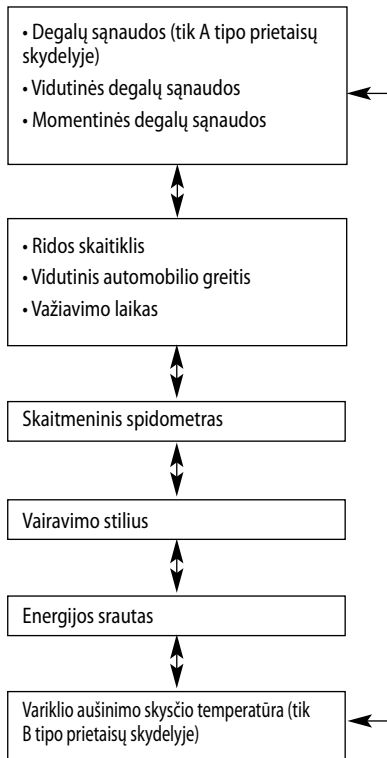 • Degalų sąnaudos (tik A tipo prietaisų
skydelyje)
• Vidutinės degalų sąnaudos
• Momentinės degalų sąnaudos
• Ridos skaitiklis
• Vidutinis automobilio greitis
• Važiavimo laikas
Skaitmeninis spidometras
Vairavimo stilius
Energijos srautas
Variklio aušinimo skysčio temperatūra (tik
B tipo prietaisų skydelyje)